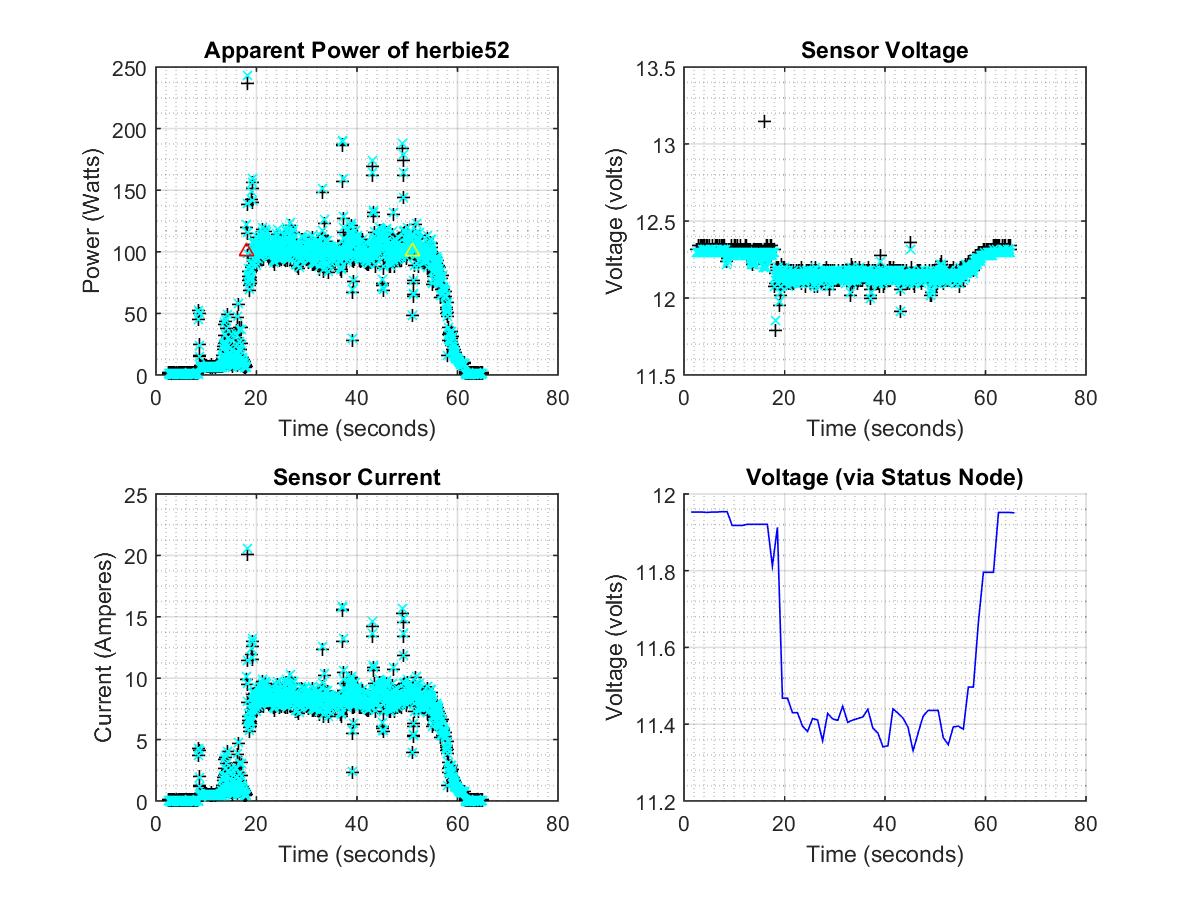 Apparent Power of herbie52
250
200
150
100
50
0
0 20 40 60 80
Power (Watts)
Time (seconds)
Sensor Voltage
13.5
13
12.5
12
11.5
0 20 40 60 80
Voltage (volts)
Time (seconds)
Sensor Current
25
20
15
10
5
0
0 20 40 60 80
Current (Amperes)
Time (seconds)
Voltage (via Status Node)
12
11.8
11.6
11.4
11.2
0 20 40 60 80
Voltage (volts)
Time (seconds)